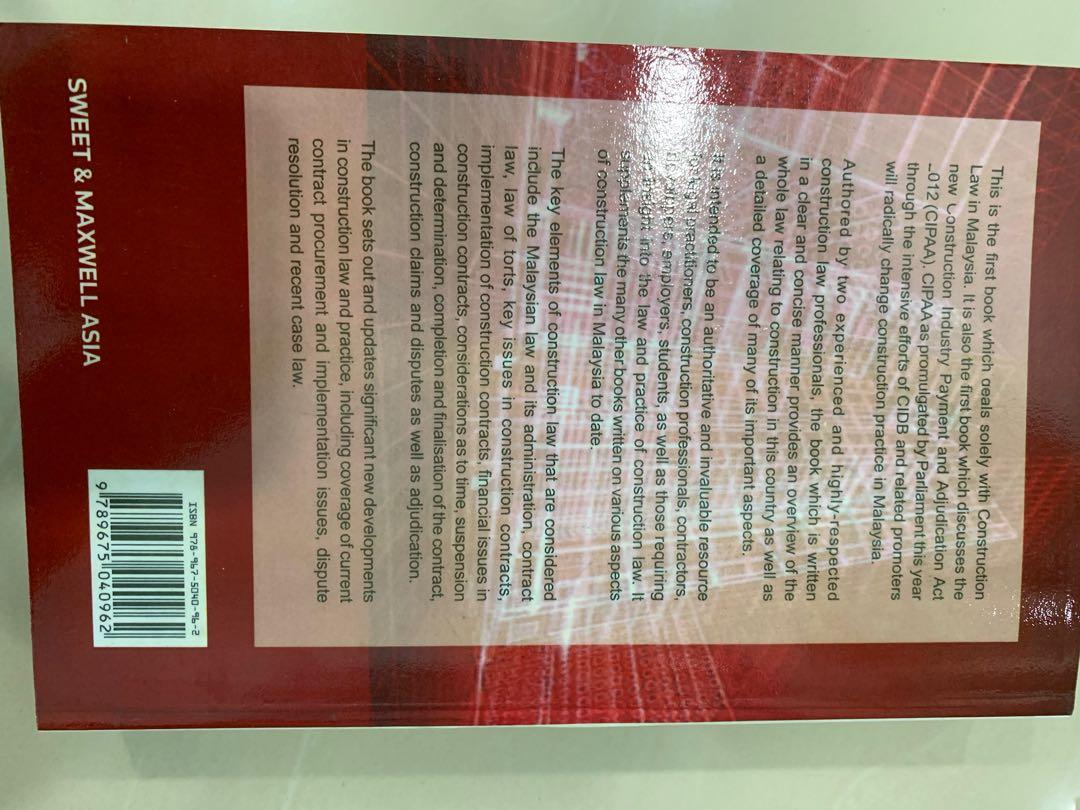 This is the first book which deals solely with Construction
Law in Malaysia. It is also the first book which discusses the
new Construction Industry Payment and Adjudication Act
2012 (CIPAA). CIPAA as promulgated by Parliament this year
through the intensive efforts of CIDB and related promoters
will radically change construction practice in Malaysia.
Authored by two experienced and highly-respected
construction law professionals, the book which is written
in a clear and concise manner provides an overview of the
whole law relating to construction in this country as well as
a detailed coverage of many of its important aspects.
It is intended to be an authoritative and invaluable resource
for legal practitioners, construction professionals, contractors,
employers, students, as well as those requiring
insight into the law and practice of construction law. It
supplements the many other books written on various aspects
of construction law in Malaysia to date.
The key elements of construction law that are considered
include the Malaysian law and its administration, contract
law, law of torts, key issues in construction contracts,
implementation of construction contracts, financial issues in
construction contracts, considerations as to time, suspension
and determination, completion and finalisation of the contract,
construction claims and disputes as well as adjudication.
The book sets out and updates significant new developments
in construction law and practice, including coverage of current
contract procurement and implementation issues, dispute
resolution and recent case law.
SWEET & MAXWELL ASIA
ISBN 978-967-5040-96-2
9 789675 040962